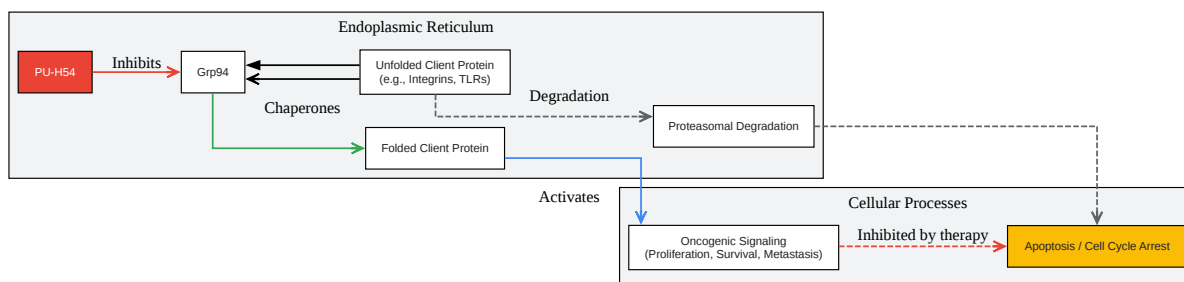 Endoplasmic Reticulum
PU-H54
Inhibits
Grp94
Unfolded Client Protein
(e.g., Integrins, TLRs)
Chaperones
Degradation
Proteasomal Degradation
Folded Client Protein
Activates
Cellular Processes
Oncogenic Signaling
(Proliferation, Survival, Metastasis)
Inhibited by therapy
Apoptosis / Cell Cycle Arrest